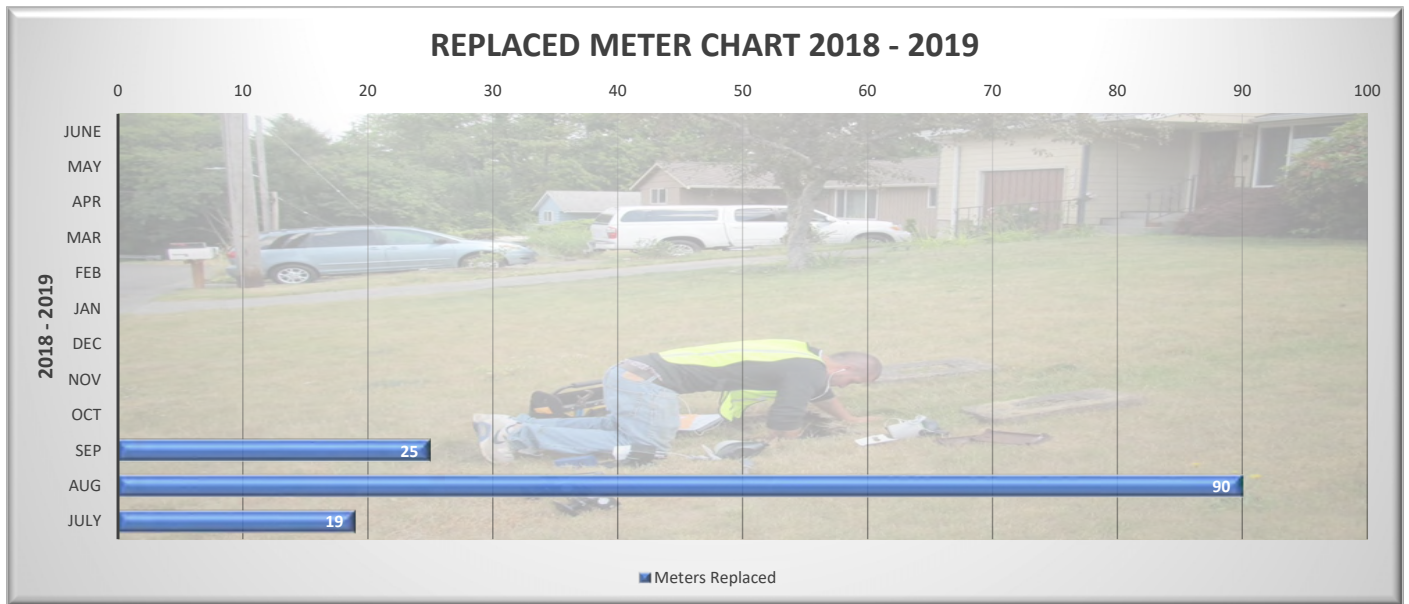 REPLACED METER CHART 2018 - 2019
0 10 20 30 40 50 60 70 80 90 100
2018 - 2019
JUNE
MAY
APR
MAR
FEB
JAN
DEC
NOV
OCT
SEP 25
AUG 90
JULY 19
Meters Replaced